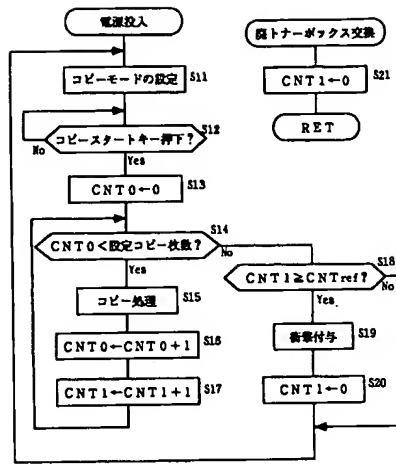 電源投入
コピーモードの設定 S11
コピースタートキー押下? S12
No
Yes
CNT0←0 S13
CNT0<設定コピー枚数? S14
No
Yes
コピー処理 S15
CNT0←CNT0+1 S16
CNT1←CNT1+1 S17
CNT1≧CNTref? S18
No
Yes
衝撃付与 S19
CNT1←0 S20
廃トナーボックス交換
CNT1←0 S21
RET